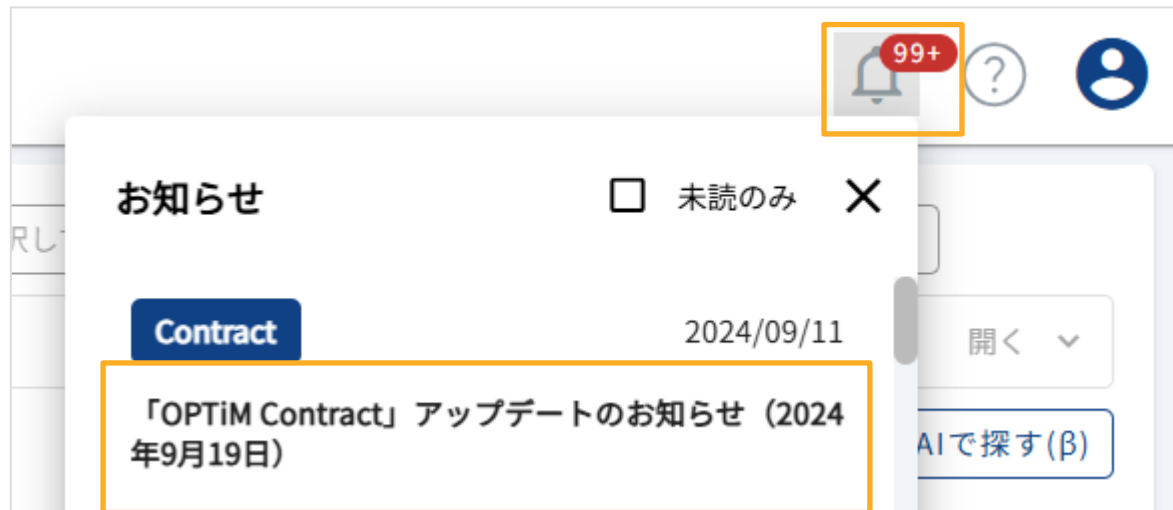 99+
?
お知らせ
未読のみ
Contract
2024/09/11
開く
「OPTiM Contract」アップデートのお知らせ（2024
年9月19日）
AIで探す(β)